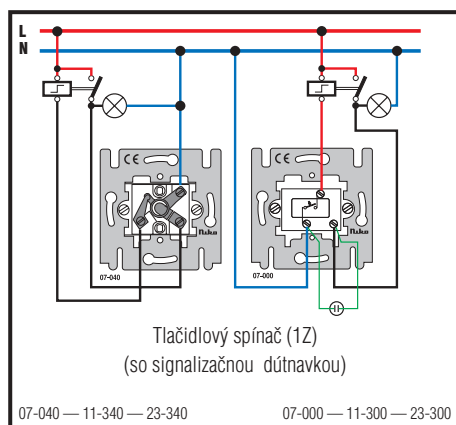 L
N
CE
CE
Niko
Niko
07-040
07-000
Tlačidlový spínač (1Z)
(so signalizačnou dútnavkou)
07-040 — 11-340 — 23-340
07-000 — 11-300 — 23-300